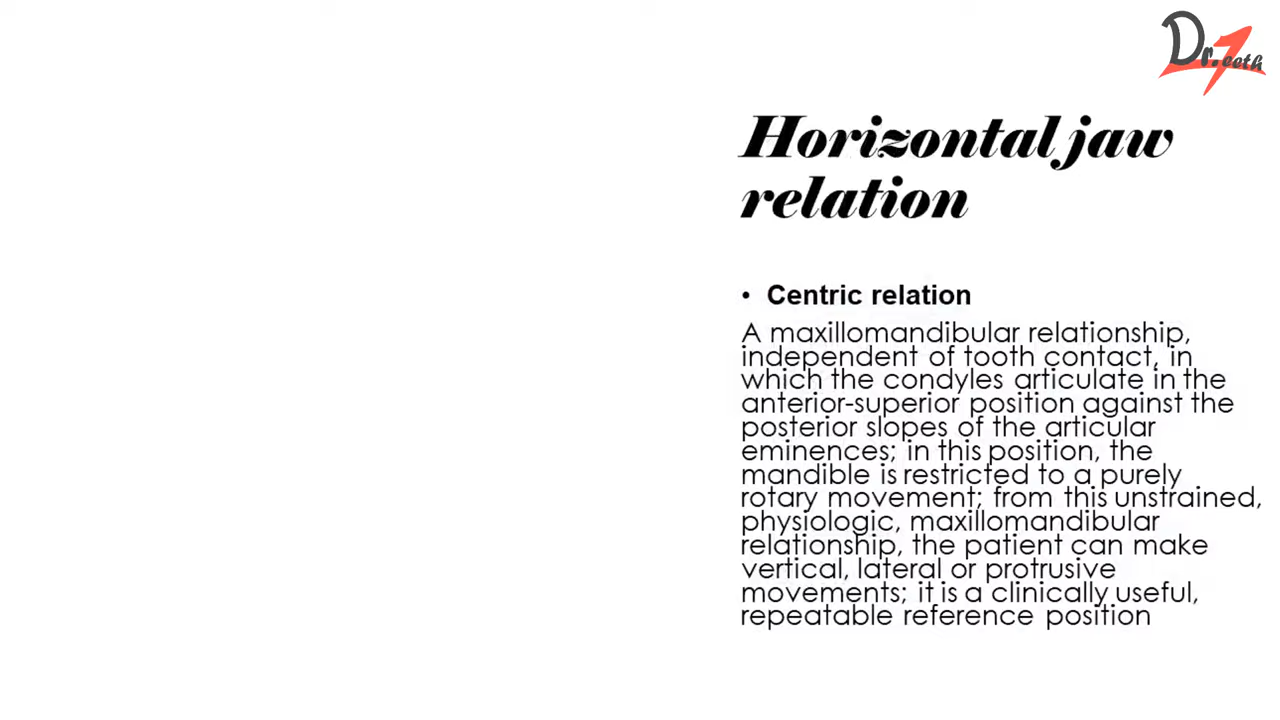 Dr.Teeth
Horizontal jaw
relation
• Centric relation
A maxillomandibular relationship,
independent of tooth contact, in
which the condyles articulate in the
anterior-superior position against the
posterior slopes of the articular
eminences; in this position, the
mandible is restricted to a purely
rotary movement; from this unstrained,
physiologic, maxillomandibular
relationship, the patient can make
vertical, lateral or protrusive
movements; it is a clinically useful,
repeatable reference position